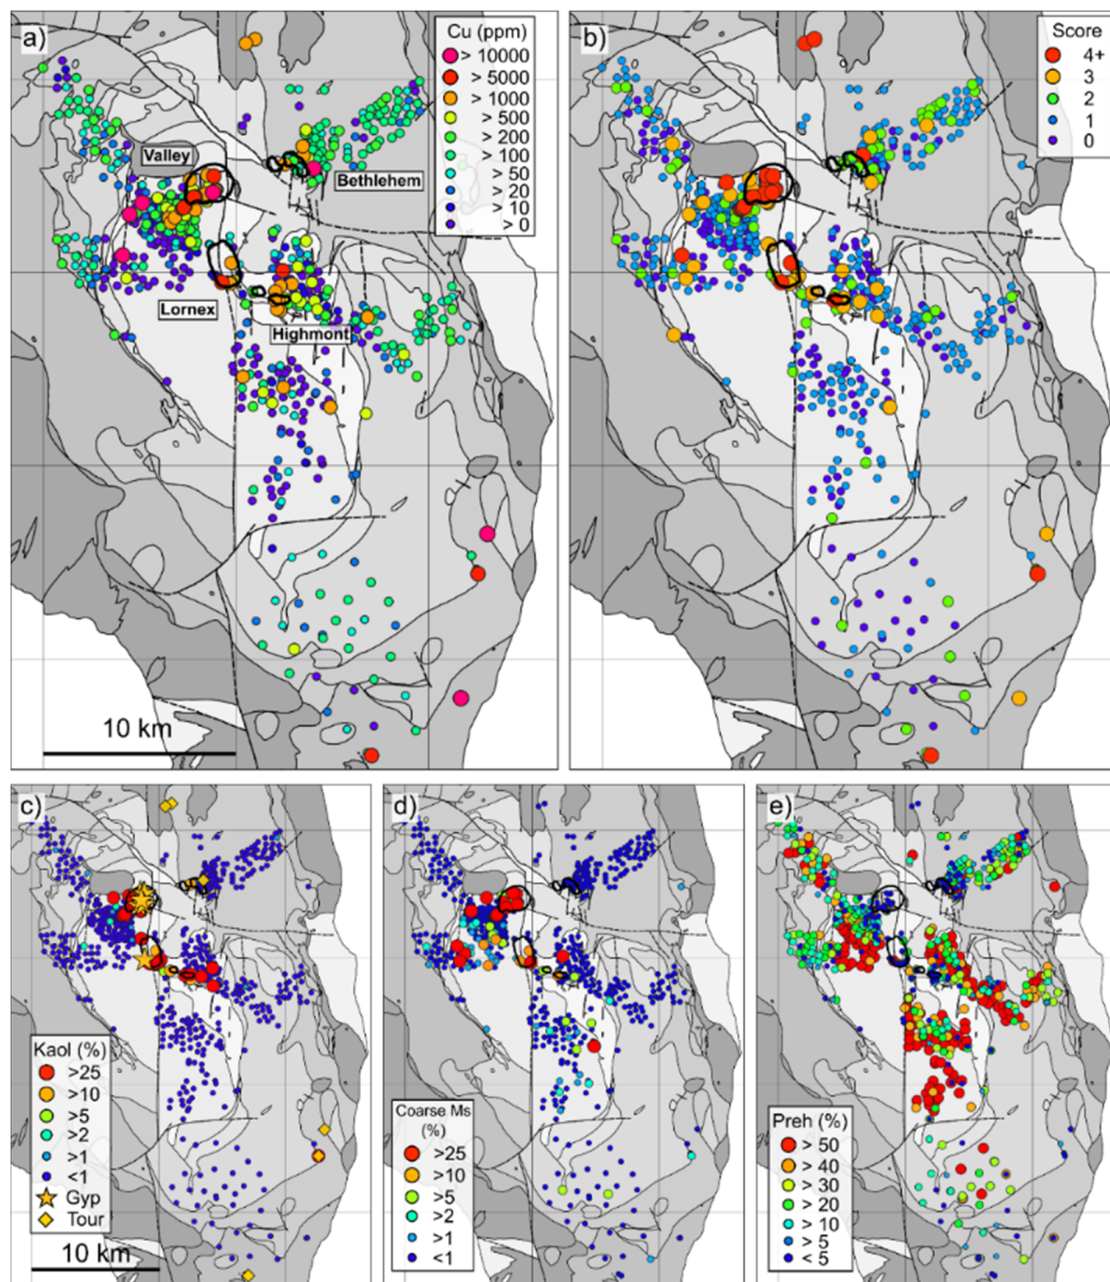 a)
Cu (ppm)
> 10000
> 5000
> 1000
> 500
> 200
> 100
> 50
> 20
> 10
> 0
Valley
Bethlehem
Lornex
Highmont
10 km
b)
Score
4+
3
2
1
0
c)
Kaol (%)
>25
>10
>5
>2
>1
<1
Gyp
Tour
10 km
d)
Coarse Ms
(%)
>25
>10
>5
>2
>1
<1
e)
Preh (%)
> 50
> 40
> 30
> 20
> 10
> 5
< 5